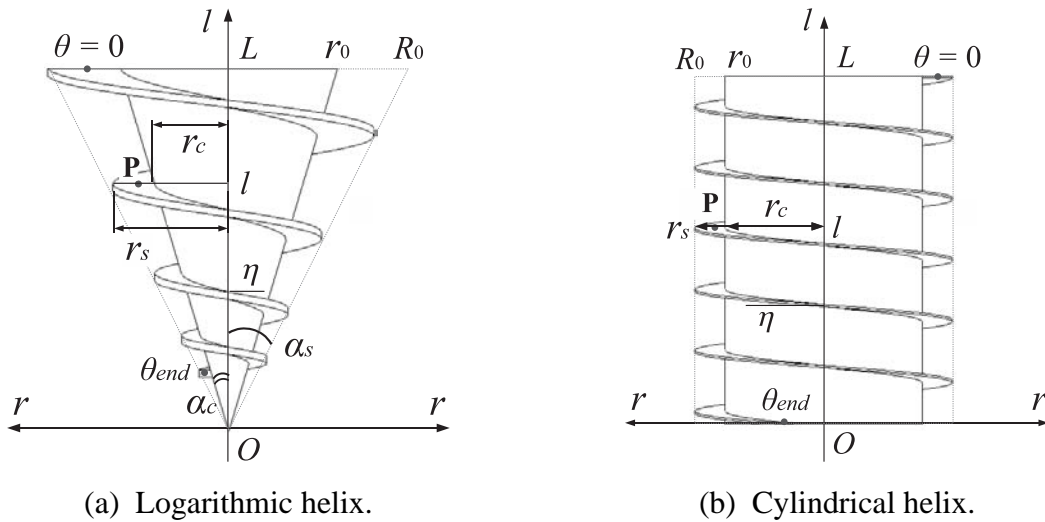 l
θ = 0
L
r0
R0
rc
P
l
rs
η
αs
θend
αc
r
r
O
(a) Logarithmic helix.
l
R0
r0
L
θ = 0
P
rc
rs
l
η
θend
r
r
O
(b) Cylindrical helix.